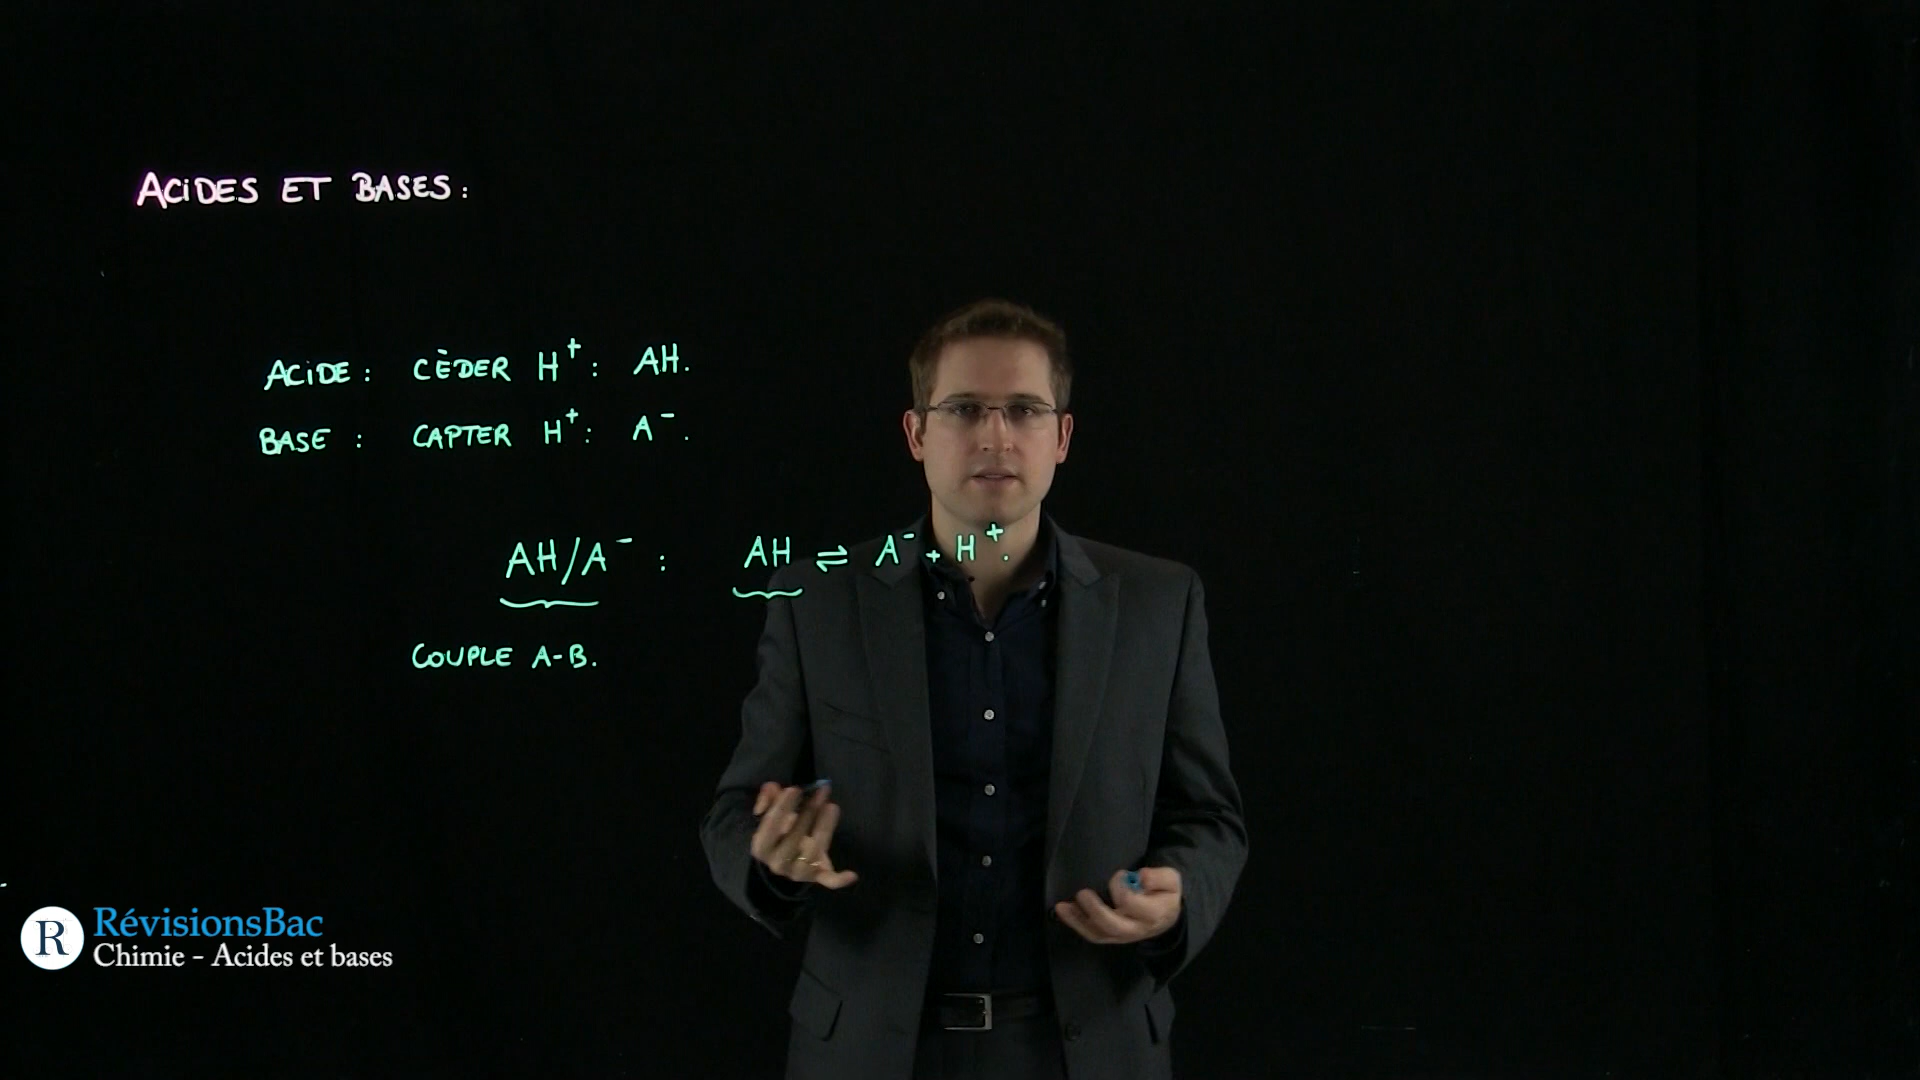 ACIDES ET BASES :
ACIDE : CÈDER H⁺ : AH.
BASE : CAPTER H⁺ : A⁻.
AH/A⁻ : AH ⇌ A⁻ + H⁺.
COUPLE A-B.
R RévisionsBac
Chimie - Acides et bases